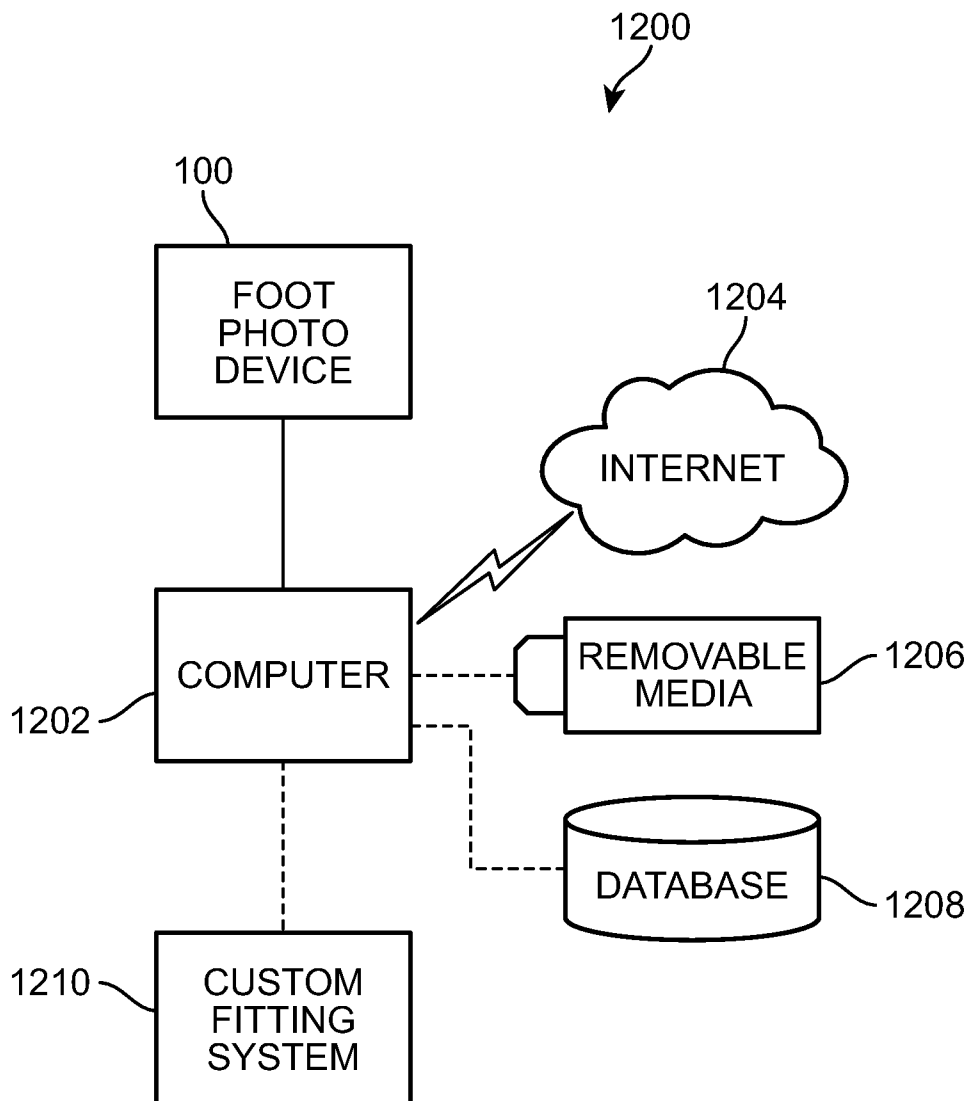 1200
100
FOOT
PHOTO
DEVICE
1204
INTERNET
COMPUTER
1202
REMOVABLE
MEDIA
1206
DATABASE
1208
1210
CUSTOM
FITTING
SYSTEM